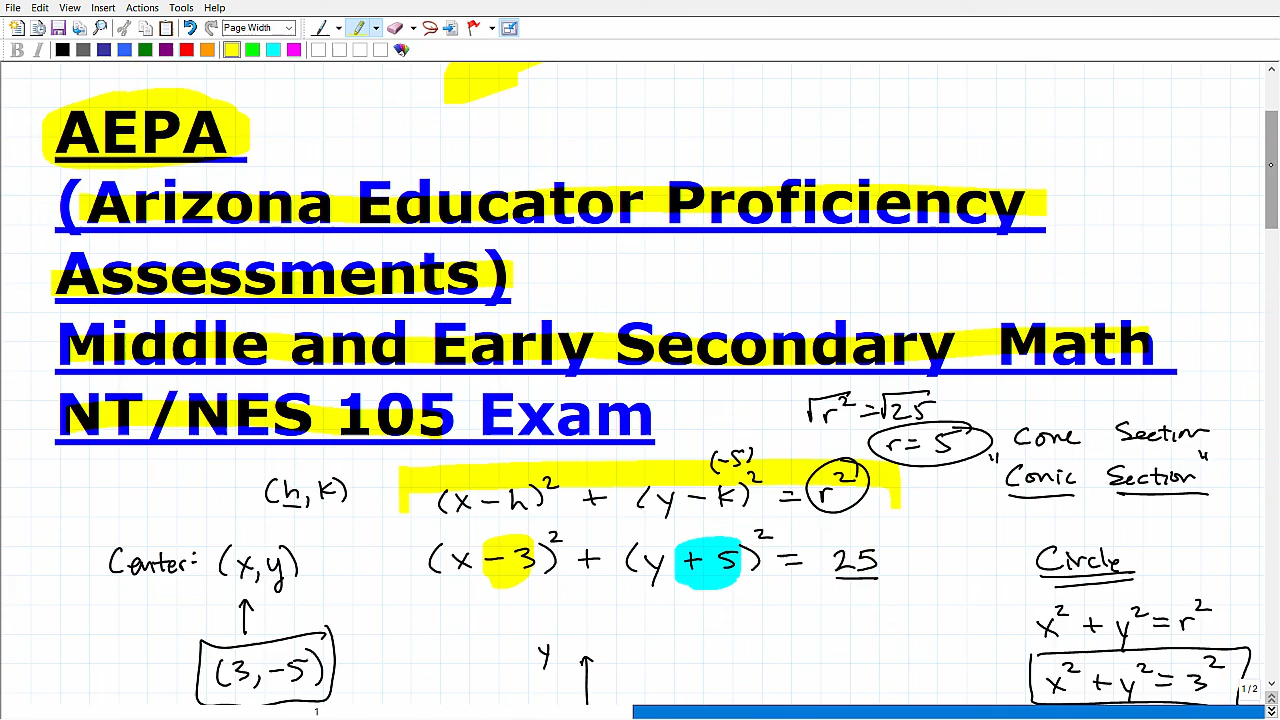 File Edit View Insert Actions Tools Help
Page Width
B I
AEPA
(Arizona Educator Proficiency
Assessments)
Middle and Early Secondary Math
NT/NES 105 Exam
√r² = √25
r = 5
Cone Section
"Conic Section"
(-5)
(h, k)
(x - h)² + (y - k)² = r²
Center: (x, y)
(x - 3)² + (y + 5)² = 25
Circle
x² + y² = r²
(3, -5)
y
x² + y² = 3²
1/2
1